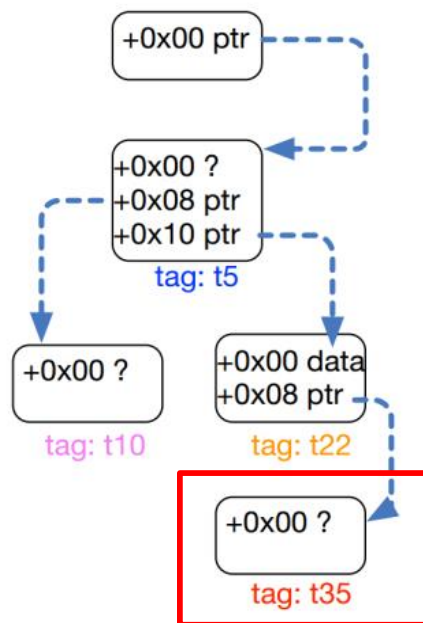 +0x00 ptr
+0x00 ?
+0x08 ptr
+0x10 ptr
tag: t5
+0x00 ?
tag: t10
+0x00 data
+0x08 ptr
tag: t22
+0x00 ?
tag: t35